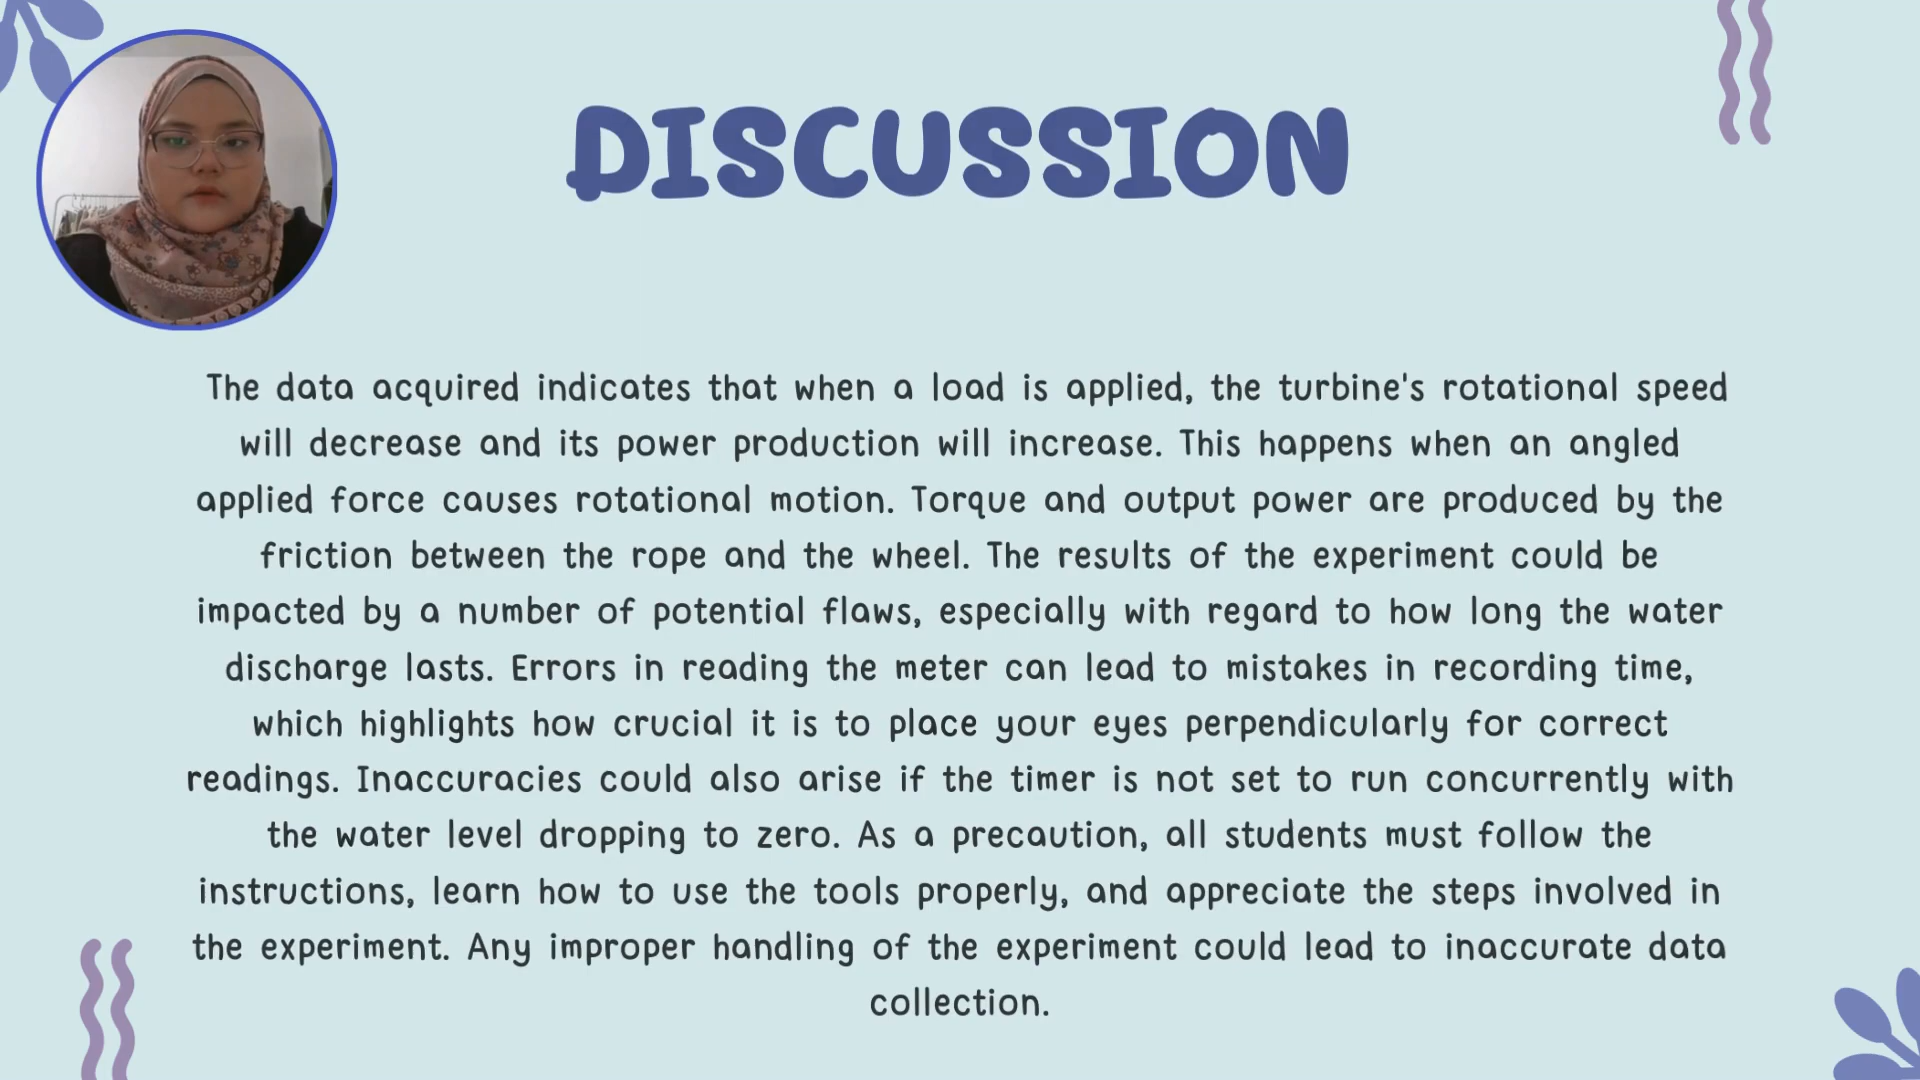 DISCUSSION
The data acquired indicates that when a load is applied, the turbine's rotational speed
will decrease and its power production will increase. This happens when an angled
applied force causes rotational motion. Torque and output power are produced by the
friction between the rope and the wheel. The results of the experiment could be
impacted by a number of potential flaws, especially with regard to how long the water
discharge lasts. Errors in reading the meter can lead to mistakes in recording time,
which highlights how crucial it is to place your eyes perpendicularly for correct
readings. Inaccuracies could also arise if the timer is not set to run concurrently with
the water level dropping to zero. As a precaution, all students must follow the
instructions, learn how to use the tools properly, and appreciate the steps involved in
the experiment. Any improper handling of the experiment could lead to inaccurate data
collection.